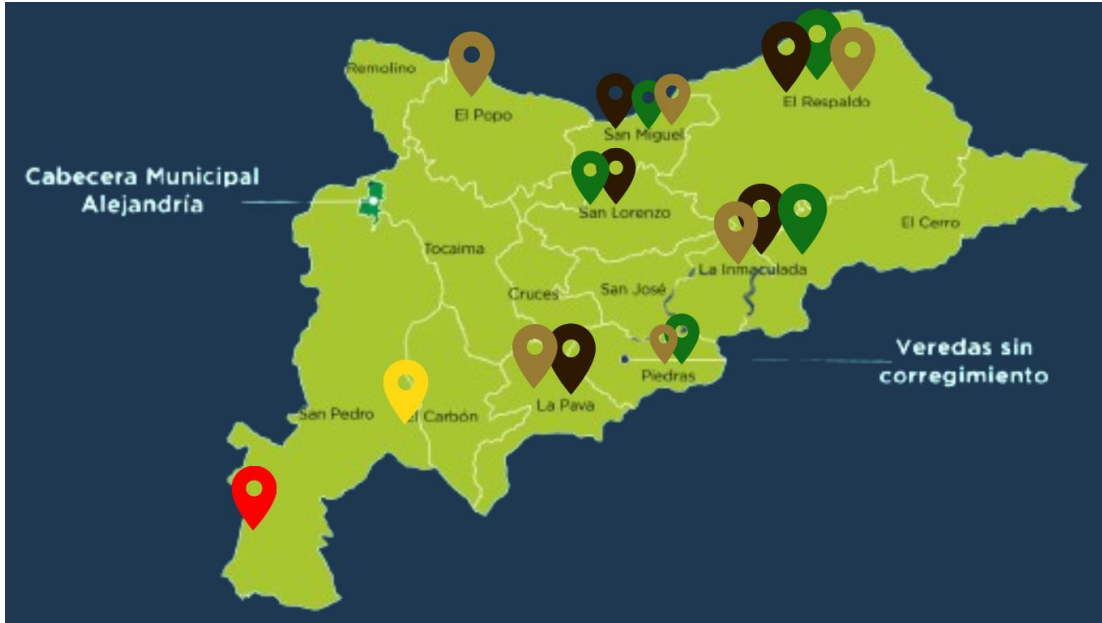 Remolino
El Popo
El Respaldo
San Miguel
Cabecera Municipal
Alejandría
San Lorenzo
El Cerro
Tocaima
La Inmaculada
Cruces
San José
Veredas sin
corregimiento
Piedras
La Pava
San Pedro
El Carbón